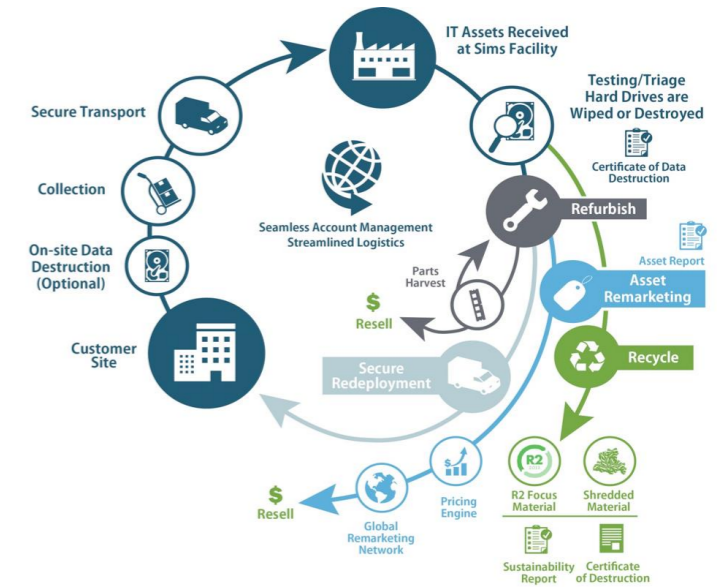 IT Assets Received
at Sims Facility
Testing/Triage
Hard Drives are
Wiped or Destroyed
Certificate of Data
Destruction
Secure Transport
Collection
On-site Data
Destruction
(Optional)
Customer
Site
Seamless Account Management
Streamlined Logistics
Refurbish
Parts
Harvest
$
Resell
Asset Report
Asset
Remarketing
Recycle
Secure
Redeployment
$
Pricing
Engine
Global
Remarketing
Network
$
Resell
R2
R2 Focus
Material
Shredded
Material
Sustainability
Report
Certificate
of Destruction